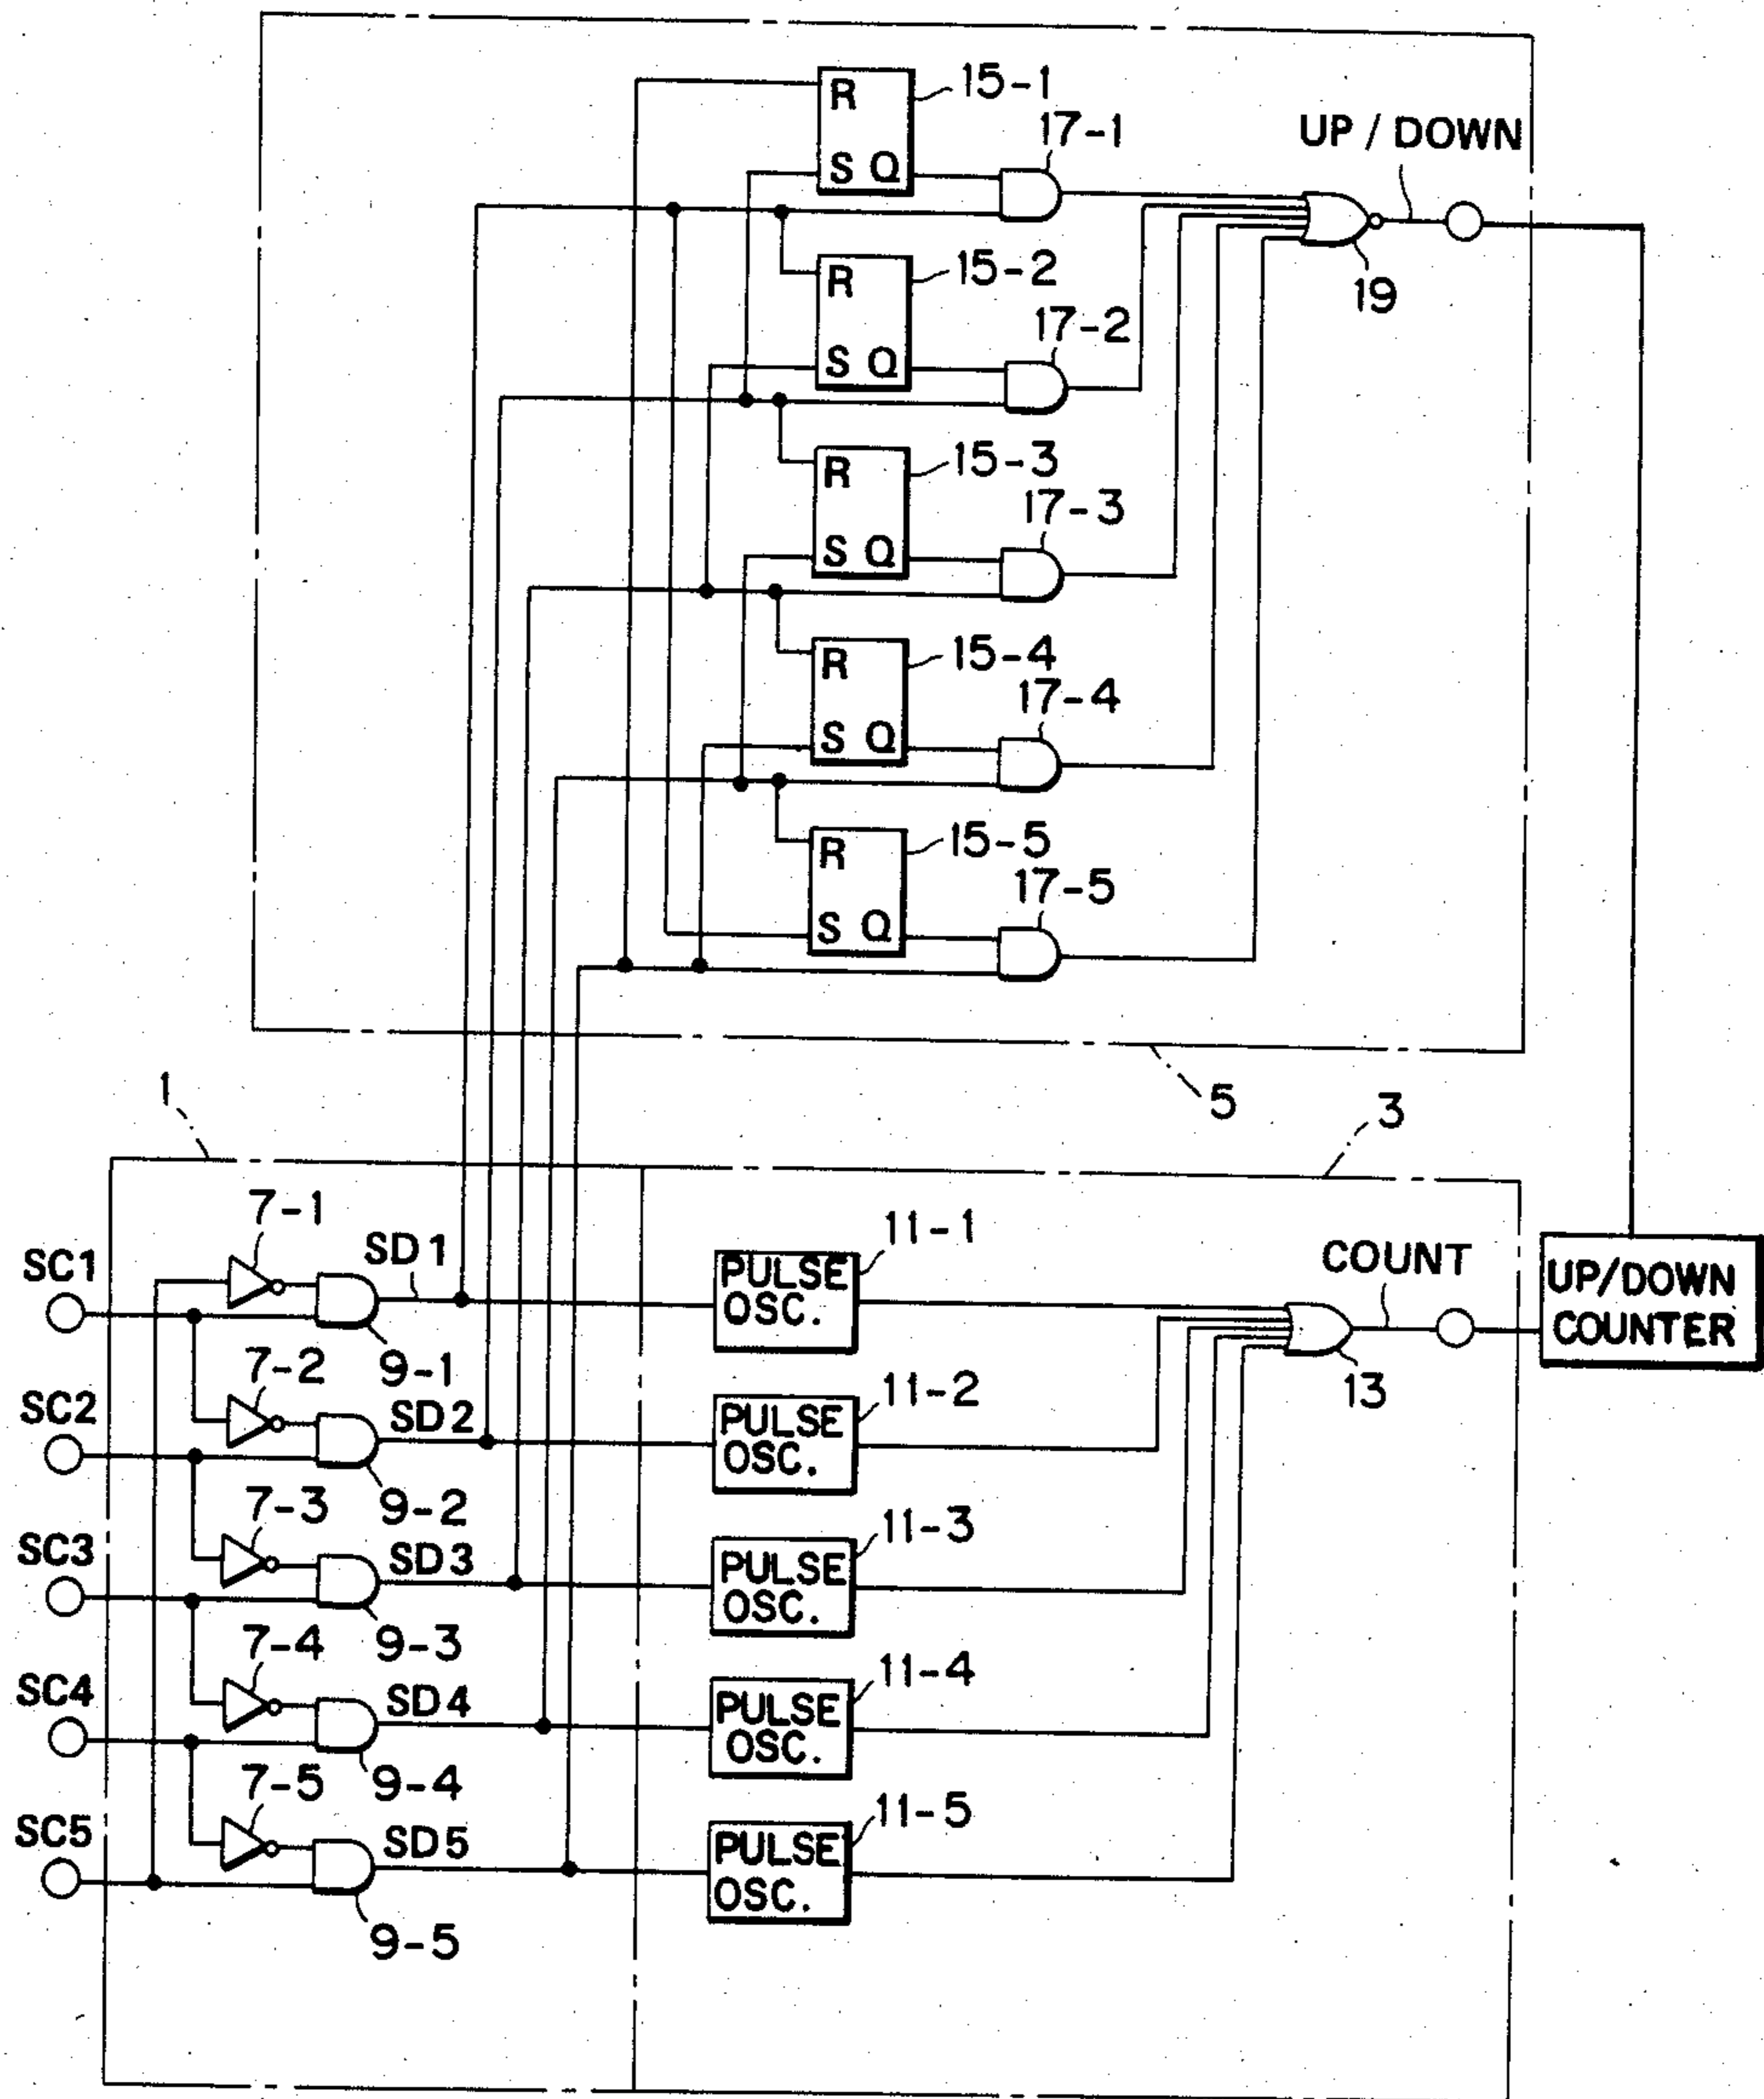 15-1
R
S Q
17-1
UP / DOWN
19
15-2
R
S Q
17-2
15-3
R
S Q
17-3
15-4
R
S Q
17-4
15-5
R
S Q
17-5
5
1
3
SC1
7-1
SD1
9-1
PULSE
OSC.
11-1
COUNT
13
UP/DOWN
COUNTER
SC2
7-2
SD2
9-2
PULSE
OSC.
11-2
SC3
7-3
SD3
9-3
PULSE
OSC.
11-3
SC4
7-4
SD4
9-4
PULSE
OSC.
11-4
SC5
7-5
SD5
9-5
PULSE
OSC.
11-5